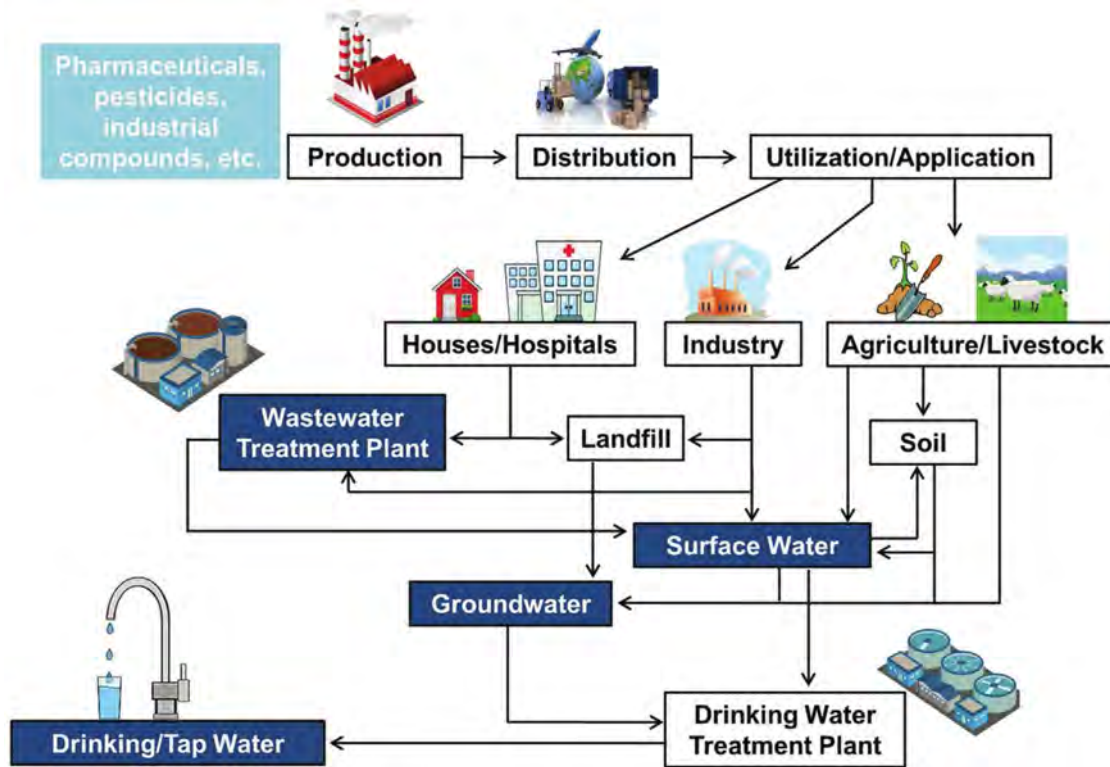 Pharmaceuticals,
pesticides,
industrial
compounds, etc.
Production
Distribution
Utilization/Application
Houses/Hospitals
Industry
Agriculture/Livestock
Wastewater
Treatment Plant
Landfill
Soil
Surface Water
Groundwater
Drinking Water
Treatment Plant
Drinking/Tap Water